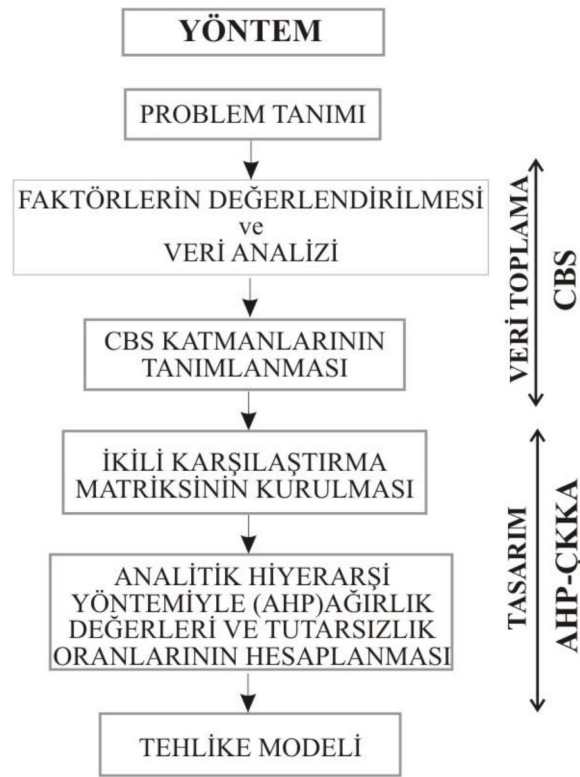 YÖNTEM
PROBLEM TANIMI
FAKTÖRLERİN DEĞERLENDİRİLMESİ
ve
VERİ ANALİZİ
CBS KATMANLARININ
TANIMLANMASI
İKİLİ KARŞILAŞTIRMA
MATRİKSİNİN KURULMASI
ANALİTİK HİYERARŞİ
YÖNTEMİYLE (AHP)AĞIRLIK
DEĞERLERİ VE TUTARSIZLIK
ORANLARININ HESAPLANMASI
TEHLİKE MODELİ
VERİ TOPLAMA
CBS
TASARIM
AHP-ÇKKA